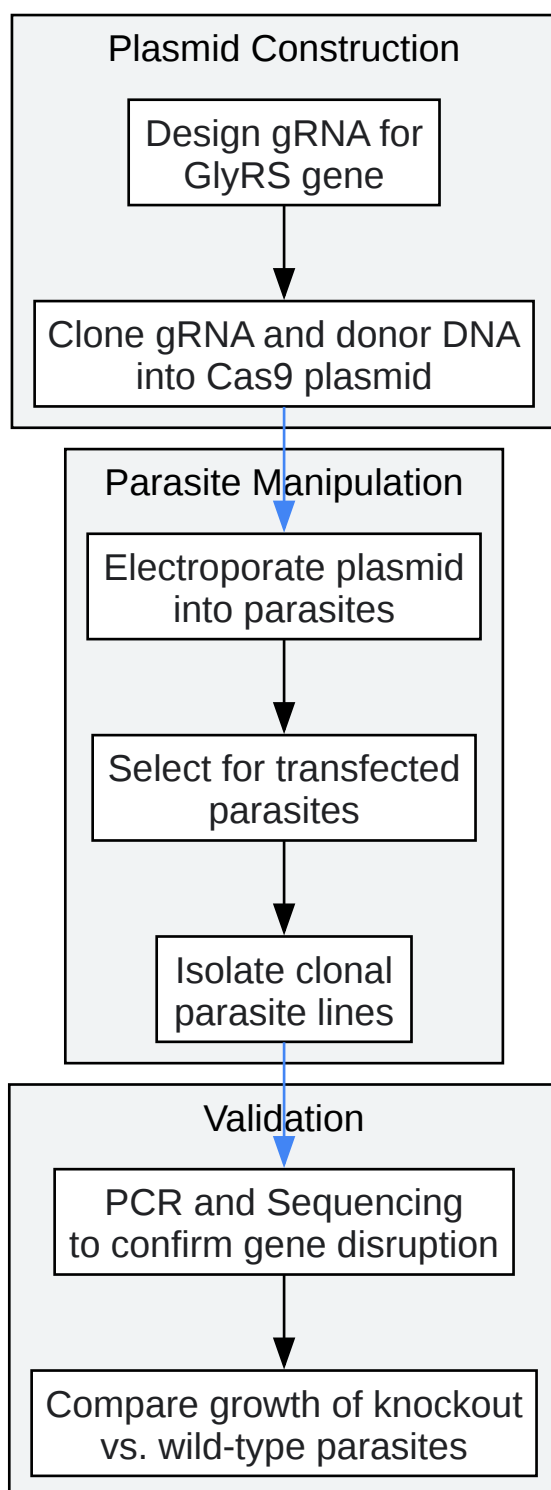 Plasmid Construction
Design gRNA for
GlyRS gene
Clone gRNA and donor DNA
into Cas9 plasmid
Parasite Manipulation
Electroporate plasmid
into parasites
Select for transfected
parasites
Isolate clonal
parasite lines
Validation
PCR and Sequencing
to confirm gene disruption
Compare growth of knockout
vs. wild-type parasites